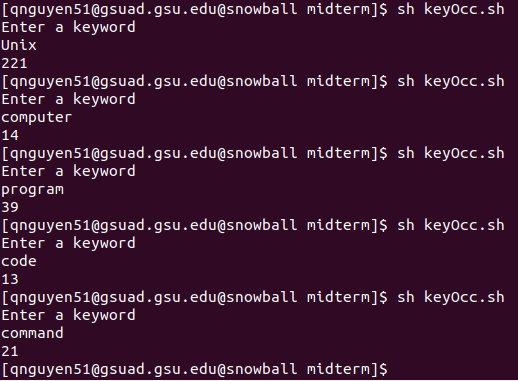 [qnguyen51@gsuad.gsu.edu@snowball midterm]$ sh keyOcc.sh
Enter a keyword
Unix
221
[qnguyen51@gsuad.gsu.edu@snowball midterm]$ sh keyOcc.sh
Enter a keyword
computer
14
[qnguyen51@gsuad.gsu.edu@snowball midterm]$ sh keyOcc.sh
Enter a keyword
program
39
[qnguyen51@gsuad.gsu.edu@snowball midterm]$ sh keyOcc.sh
Enter a keyword
code
13
[qnguyen51@gsuad.gsu.edu@snowball midterm]$ sh keyOcc.sh
Enter a keyword
command
21
[qnguyen51@gsuad.gsu.edu@snowball midterm]$